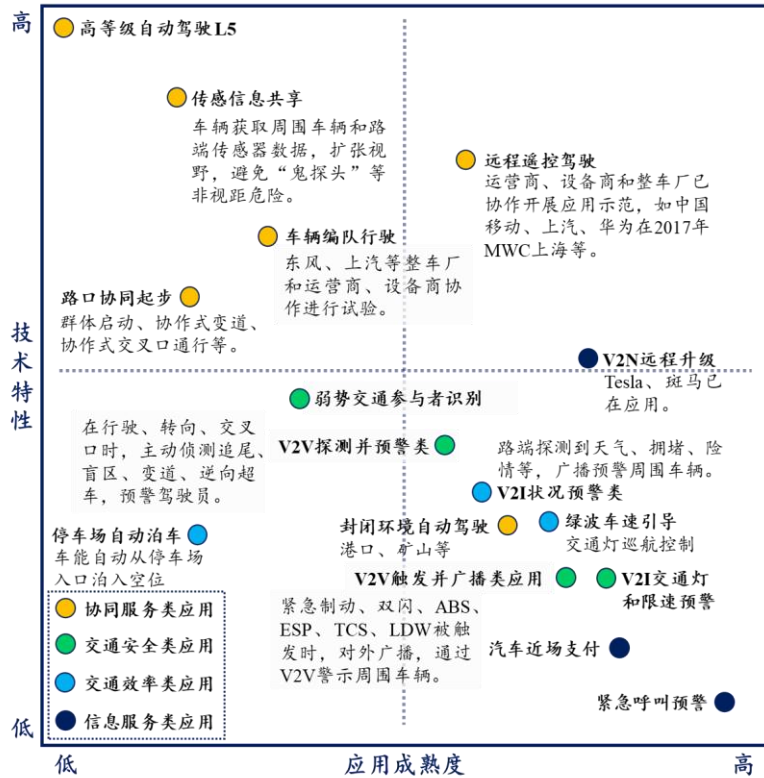 高
高等级自动驾驶L5
传感信息共享
车辆获取周围车辆和路
端传感器数据，扩张视
野，避免“鬼探头”等
非视距危险。
远程遥控驾驶
运营商、设备商和整车厂已
协作开展应用示范，如中国
移动、上汽、华为在2017年
MWC上海等。
车辆编队行驶
东风、上汽等整车厂
和运营商、设备商协
作进行试验。
路口协同起步
群体启动、协作式变道、
协作式交叉口通行等。
技术特性
V2N远程升级
Tesla、斑马已
在应用。
弱势交通参与者识别
在行驶、转向、交叉
口时，主动侦测追尾、
盲区、变道、逆向超
车，预警驾驶员。
V2V探测并预警类
路端探测到天气、拥堵、险
情等，广播预警周围车辆。
V2I状况预警类
停车场自动泊车
车能自动从停车场
入口泊入空位
封闭环境自动驾驶
港口、矿山等
绿波车速引导
交通灯巡航控制
V2V触发并广播类应用
紧急制动、双闪、ABS、
ESP、TCS、LDW被触
发时，对外广播，通过
V2V警示周围车辆。
V2I交通灯
和限速预警
汽车近场支付
紧急呼叫预警
协同服务类应用
交通安全类应用
交通效率类应用
信息服务类应用
低
低
应用成熟度
高